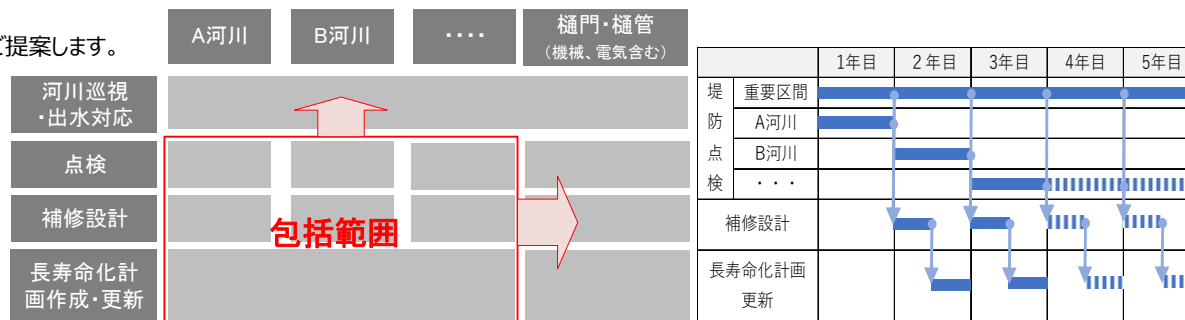 ご提案します。
A河川
B河川
････
樋門・樋管
（機械、電気含む）
河川巡視
・出水対応
点検
補修設計
長寿命化計
画作成・更新
包括範囲
1年目
２年目
3年目
4年目
5年目
堤
防
点
検
重要区間
A河川
B河川
・・・
補修設計
長寿命化計画
更新